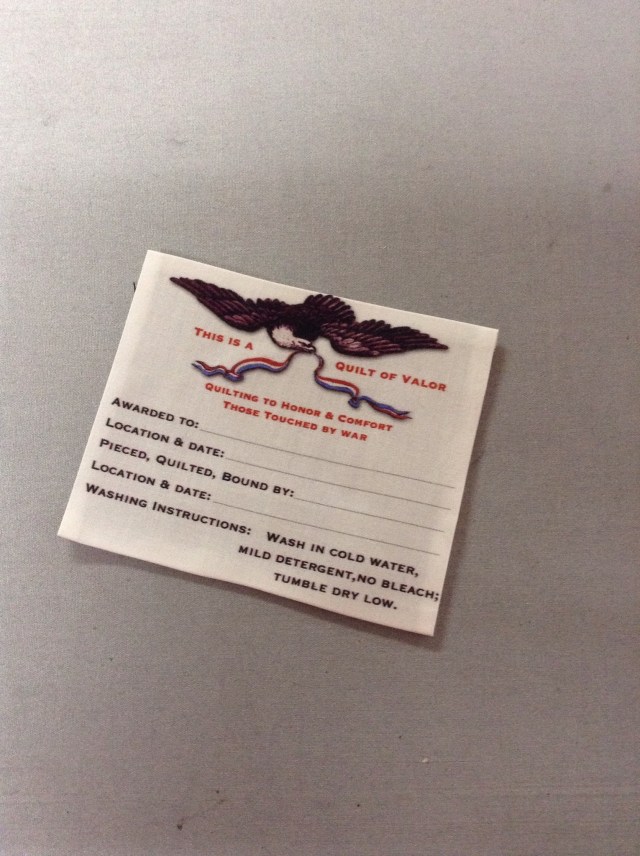 THIS IS A QUILT OF VALOR
QUILTING TO HONOR & COMFORT
THOSE TOUCHED BY WAR
AWARDED TO:
LOCATION & DATE:
PIECED, QUILTED, BOUND BY:
LOCATION & DATE:
WASHING INSTRUCTIONS: WASH IN COLD WATER,
MILD DETERGENT,NO BLEACH;
TUMBLE DRY LOW.